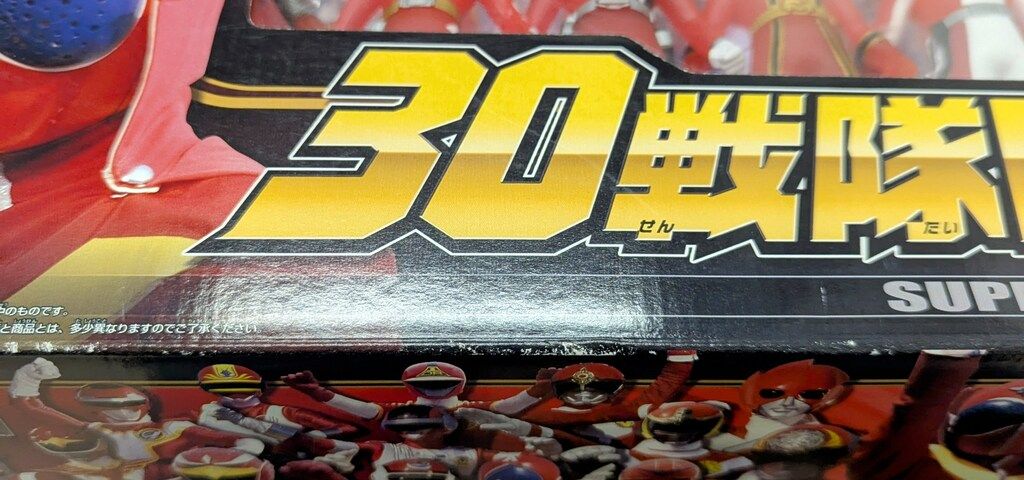 30戦隊
せん たい
SUP
のものです。
と商品とは、多少異なりますのでご了承ください。